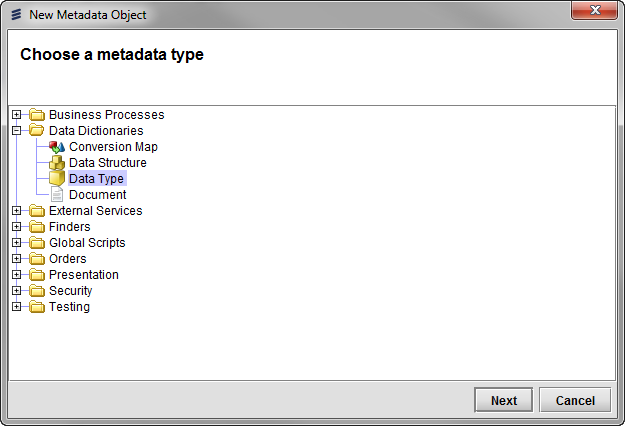 New Metadata Object
Choose a metadata type
Business Processes
Data Dictionaries
Conversion Map
Data Structure
Data Type
Document
External Services
Finders
Global Scripts
Orders
Presentation
Security
Testing
Next
Cancel